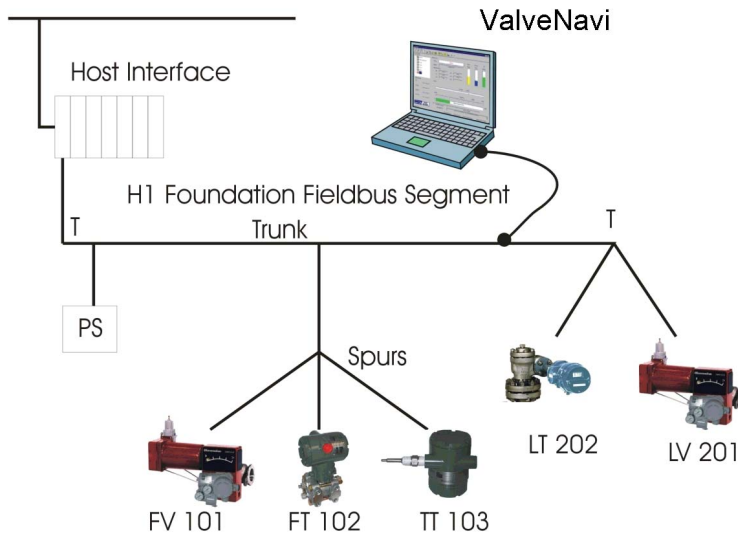 ValveNavi
Host Interface
H1 Foundation Fieldbus Segment
T
Trunk
T
PS
Spurs
LT 202
LV 201
FV 101
FT 102
TT 103